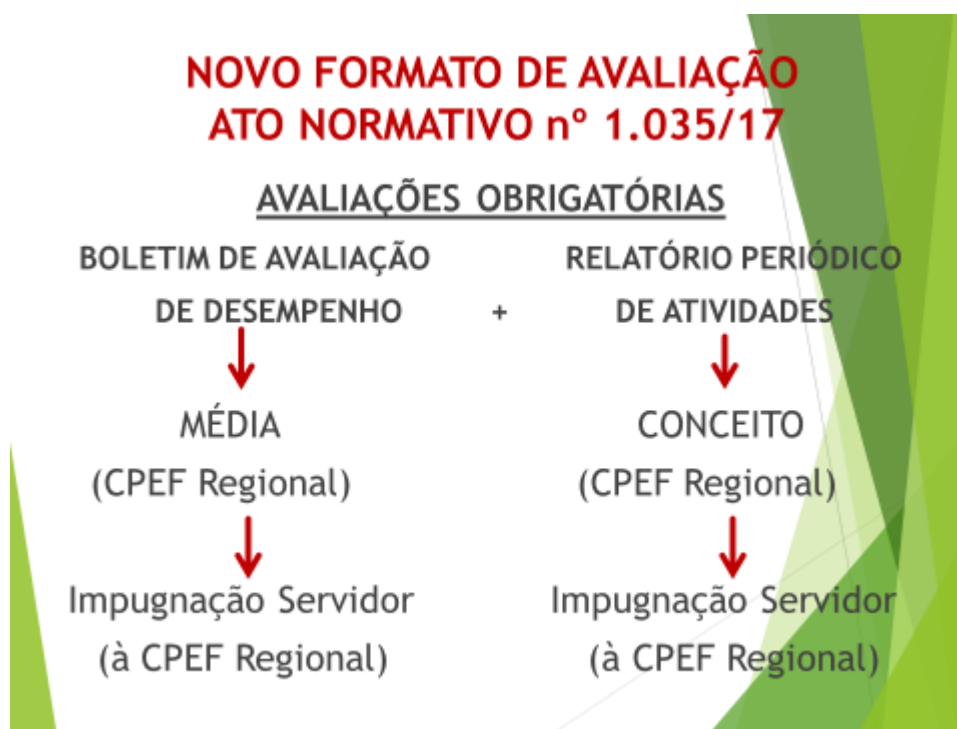 NOVO FORMATO DE AVALIAÇÃO
ATO NORMATIVO nº 1.035/17
AVALIAÇÕES OBRIGATÓRIAS
BOLETIM DE AVALIAÇÃO RELATÓRIO PERIÓDICO
DE DESEMPENHO + DE ATIVIDADES
MÉDIA CONCEITO
(CPEF Regional) (CPEF Regional)
Impugnação Servidor Impugnação Servidor
(à CPEF Regional) (à CPEF Regional)